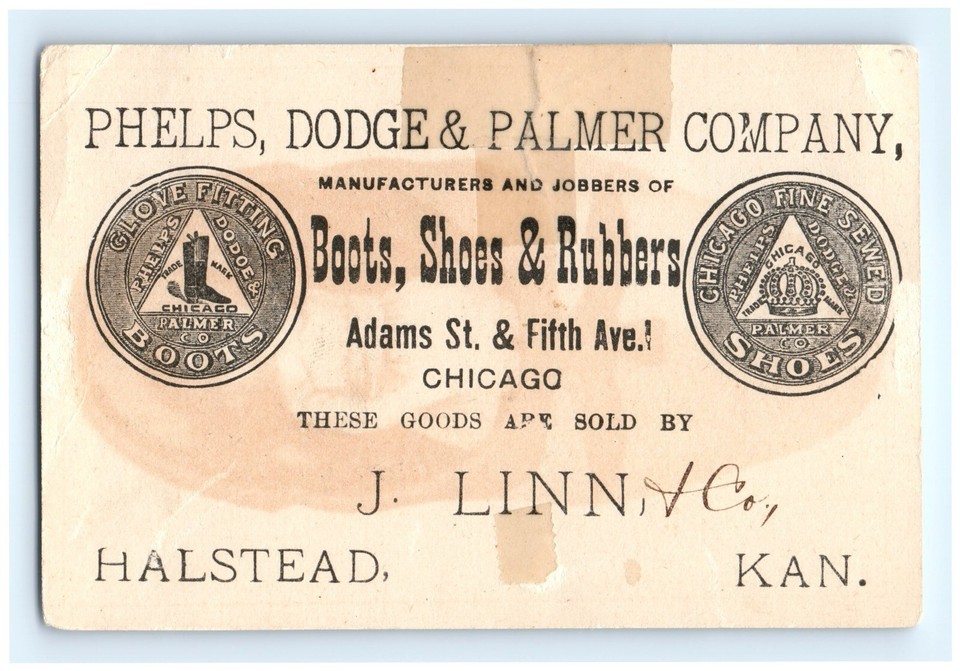 PHELPS, DODGE & PALMER COMPANY,
MANUFACTURERS AND JOBBERS OF
Boots, Shoes & Rubbers
Adams St. & Fifth Ave.
CHICAGO
THESE GOODS ARE SOLD BY
J. LINN, & Co.,
HALSTEAD, KAN.
GLOVE FITTING
BOOTS
PHELPS DODGE &
TRADE MARK
CHICAGO
PALMER
CO
CHICAGO FINE SEWED
SHOES
PHELPS DODGE &
CHICAGO
TRADE MARK
PALMER
CO